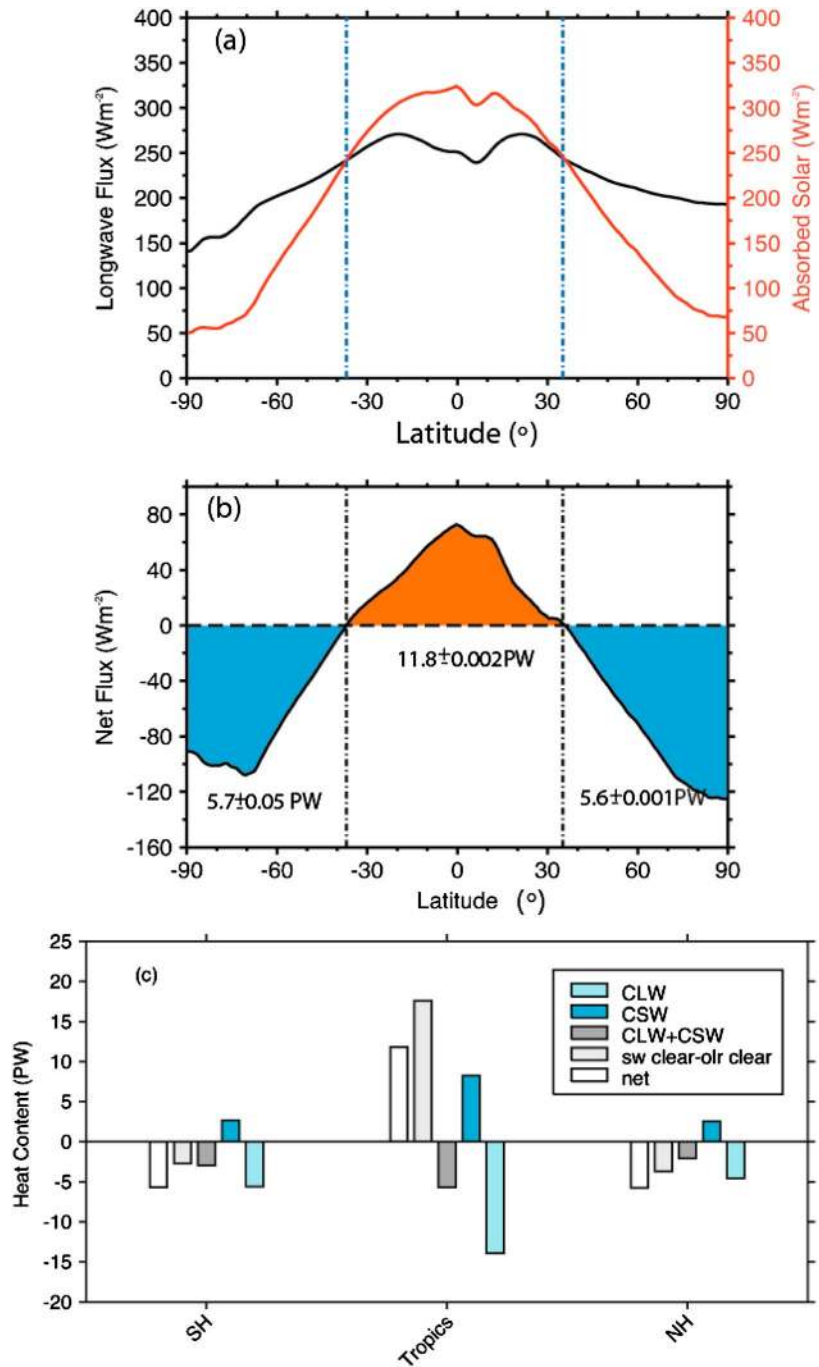 (a)
400
350
300
250
200
150
100
50
0
Longwave Flux (Wm-2)
400
350
300
250
200
150
100
50
0
Absorbed Solar (Wm-2)
-90 -60 -30 0 30 60 90
Latitude (o)
(b)
80
40
0
-40
-80
-120
-160
Net Flux (Wm-2)
11.8±0.002PW
5.7±0.05 PW
5.6±0.001PW
-90 -60 -30 0 30 60 90
Latitude (o)
(c)
25
20
15
10
5
0
-5
-10
-15
-20
Heat Content (PW)
CLW
CSW
CLW+CSW
sw clear-olr clear
net
SH
Tropics
NH